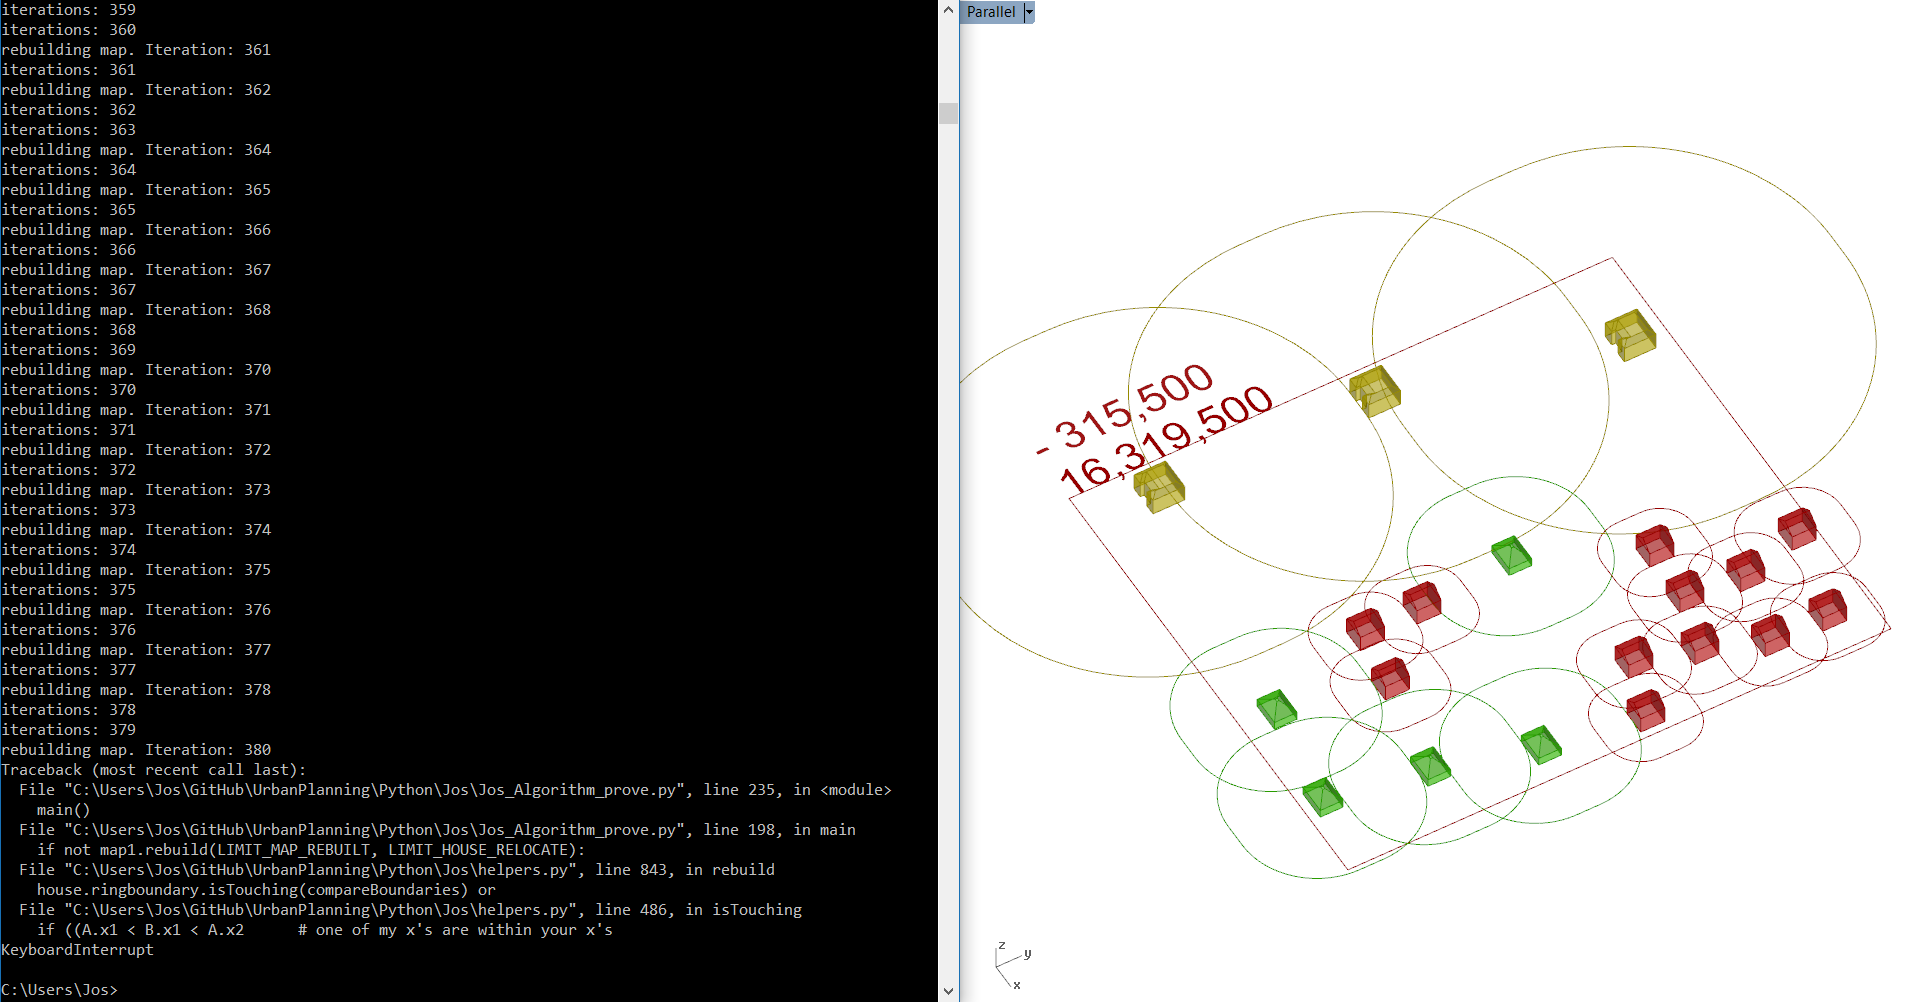 iterations: 359
iterations: 360
rebuilding map. Iteration: 361
iterations: 361
rebuilding map. Iteration: 362
iterations: 362
iterations: 363
rebuilding map. Iteration: 364
iterations: 364
rebuilding map. Iteration: 365
iterations: 365
rebuilding map. Iteration: 366
iterations: 366
rebuilding map. Iteration: 367
iterations: 367
rebuilding map. Iteration: 368
iterations: 368
iterations: 369
rebuilding map. Iteration: 370
iterations: 370
rebuilding map. Iteration: 371
iterations: 371
rebuilding map. Iteration: 372
iterations: 372
rebuilding map. Iteration: 373
iterations: 373
rebuilding map. Iteration: 374
iterations: 374
rebuilding map. Iteration: 375
iterations: 375
rebuilding map. Iteration: 376
iterations: 376
rebuilding map. Iteration: 377
iterations: 377
rebuilding map. Iteration: 378
iterations: 378
iterations: 379
rebuilding map. Iteration: 380
Traceback (most recent call last):
  File "C:\Users\Jos\GitHub\UrbanPlanning\Python\Jos\Jos_Algorithm_prove.py", line 235, in <module>
    main()
  File "C:\Users\Jos\GitHub\UrbanPlanning\Python\Jos\Jos_Algorithm_prove.py", line 198, in main
    if not map1.rebuild(LIMIT_MAP_REBUILT, LIMIT_HOUSE_RELOCATE):
  File "C:\Users\Jos\GitHub\UrbanPlanning\Python\Jos\helpers.py", line 843, in rebuild
    house.ringboundary.isTouching(compareBoundaries) or
  File "C:\Users\Jos\GitHub\UrbanPlanning\Python\Jos\helpers.py", line 486, in isTouching
    if ((A.x1 < B.x1 < A.x2      # one of my x's are within your x's
KeyboardInterrupt
C:\Users\Jos>
Parallel
- 315,500
16,319,500
z
y
x